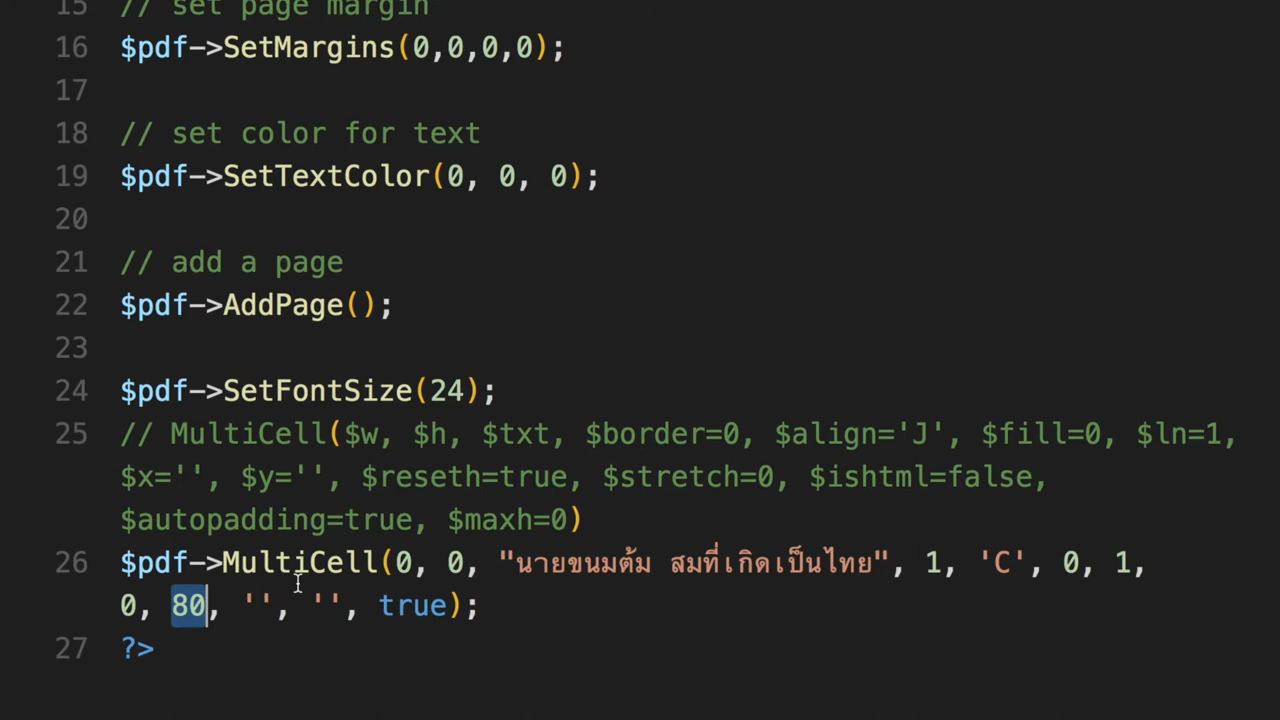 15 // set page margin
16 $pdf->SetMargins(0,0,0,0);
17
18 // set color for text
19 $pdf->SetTextColor(0, 0, 0);
20
21 // add a page
22 $pdf->AddPage();
23
24 $pdf->SetFontSize(24);
25 // MultiCell($w, $h, $txt, $border=0, $align='J', $fill=0, $ln=1,
$x='', $y='', $reseth=true, $stretch=0, $ishtml=false,
$autopadding=true, $maxh=0)
26 $pdf->MultiCell(0, 0, "นายขนมต้ม สมที่เกิดเป็นไทย", 1, 'C', 0, 1,
0, 80, '', '', true);
27 ?>